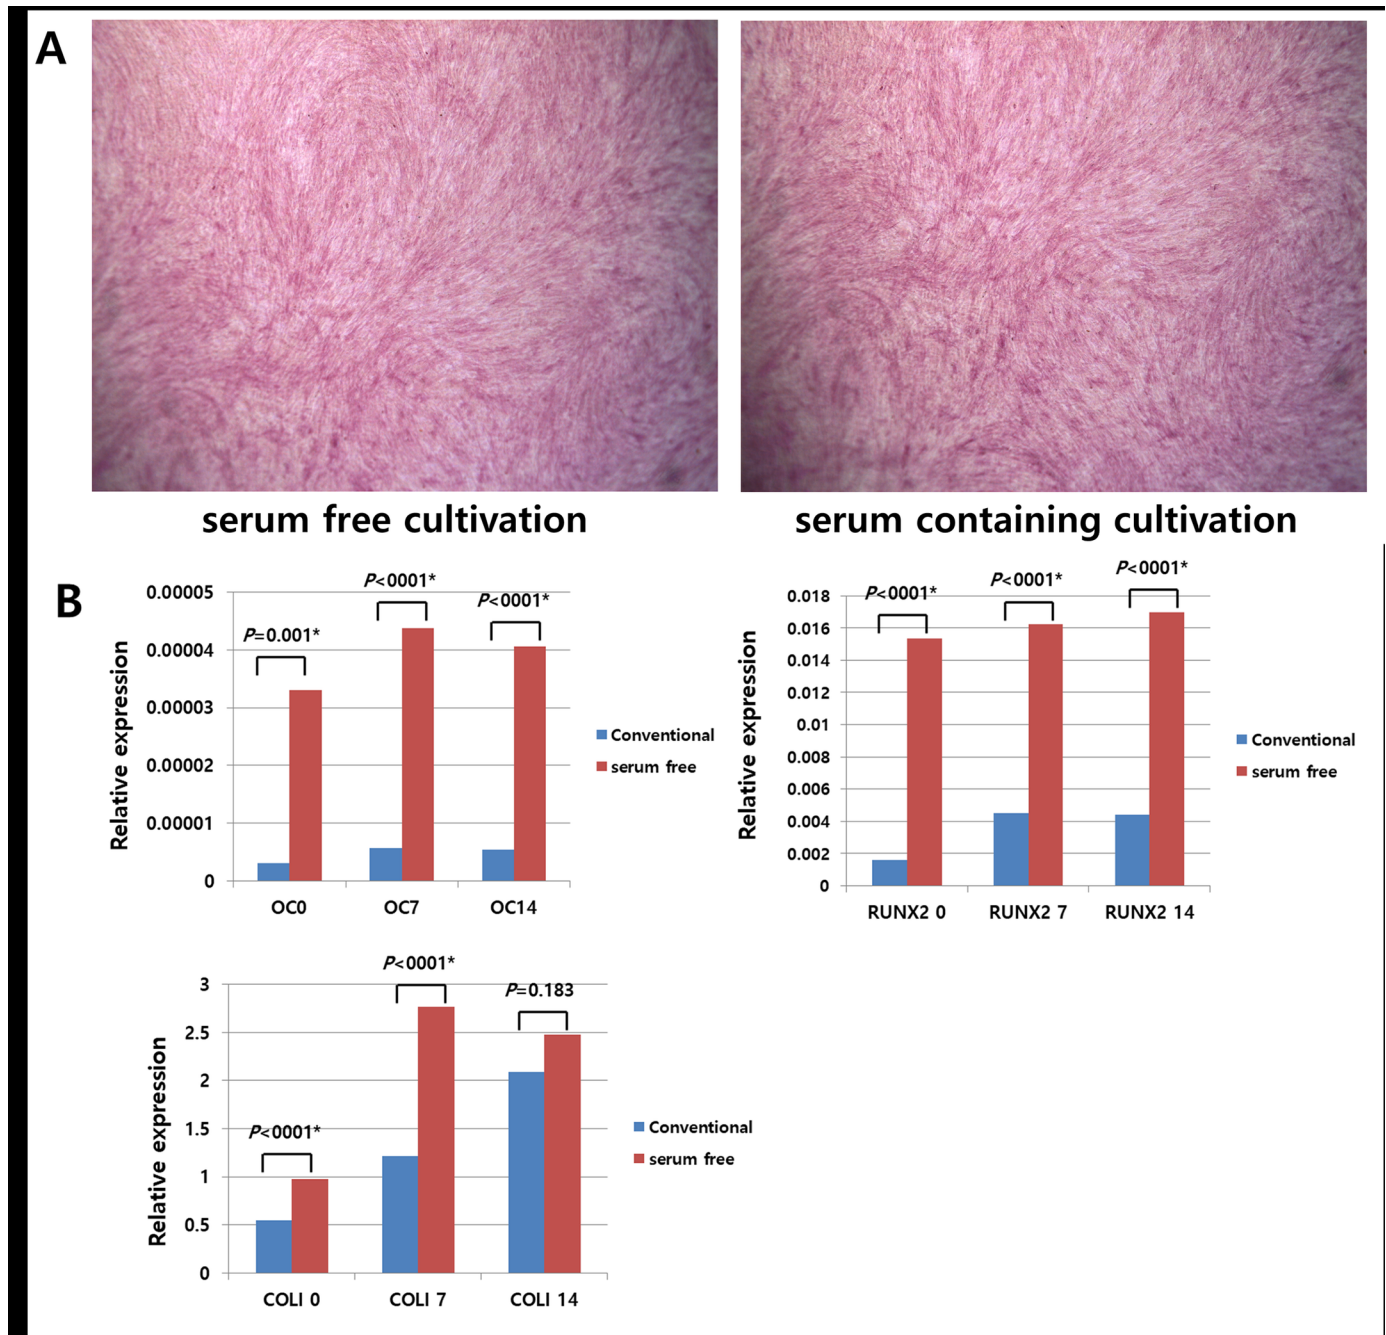 A
serum free cultivation
serum containing cultivation
B
P=0.001*
P<0001*
P<0001*
0.00005
0.00004
0.00003
0.00002
0.00001
0
Relative expression
OC0 OC7 OC14
Conventional
serum free
P<0001*
P<0001*
P<0001*
0.018
0.016
0.014
0.012
0.01
0.008
0.006
0.004
0.002
0
Relative expression
RUNX2 0 RUNX2 7 RUNX2 14
Conventional
serum free
P<0001*
P<0001*
P=0.183
3
2.5
2
1.5
1
0.5
0
Relative expression
COLI 0 COLI 7 COLI 14
Conventional
serum free